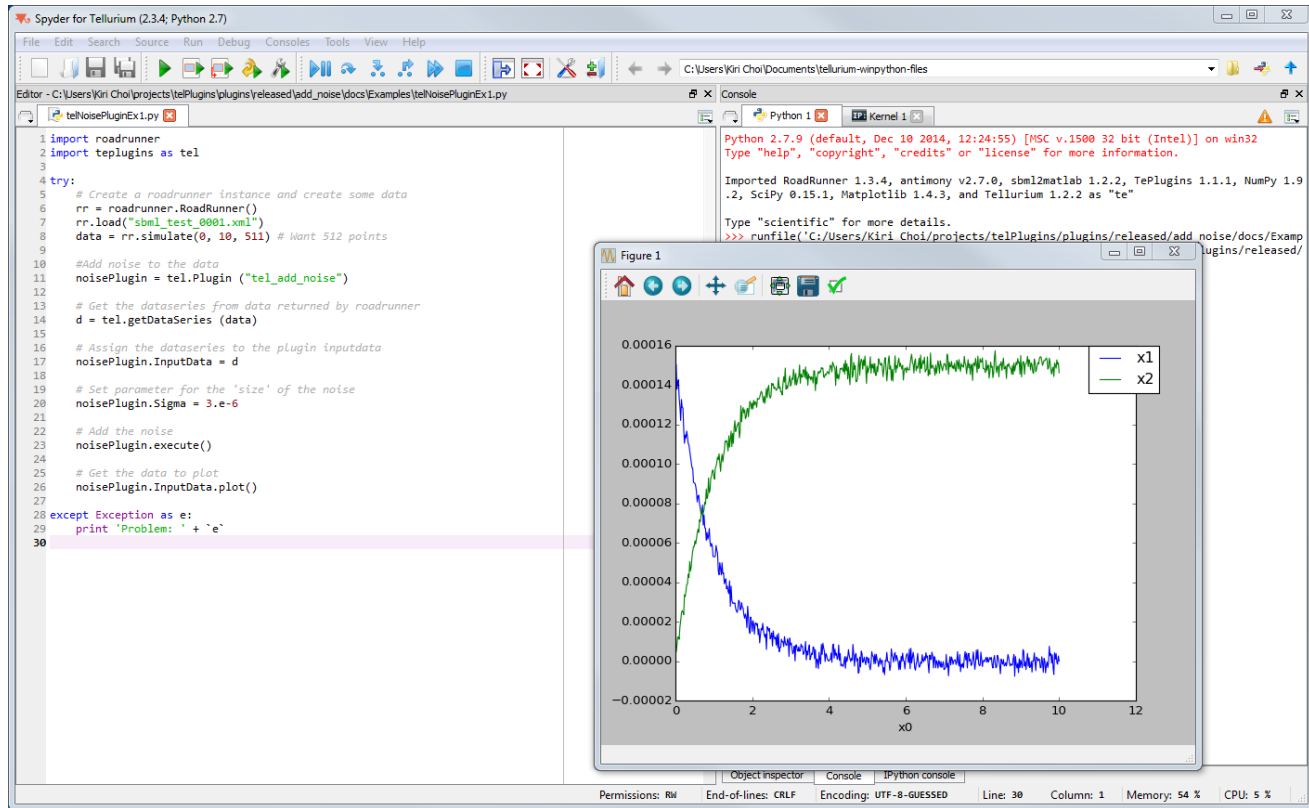 Spyder for Tellurium (2.3.4; Python 2.7)
File Edit Search Source Run Debug Consoles Tools View Help
C:\Users\Kiri Choi\Documents\tellurium-winpython-files
Editor - C:\Users\Kiri Choi\projects\telPlugins\plugins\released\add_noise\docs\Examples\telNoisePluginEx1.py
telNoisePluginEx1.py
1 import roadrunner
2 import teplugins as tel
3
4 try:
5 # Create a roadrunner instance and create some data
6 rr = roadrunner.RoadRunner()
7 rr.load("sbml_test_0001.xml")
8 data = rr.simulate(0, 10, 511) # Want 512 points
9
10 #Add noise to the data
11 noisePlugin = tel.Plugin ("tel_add_noise")
12
13 # Get the dataseries from data returned by roadrunner
14 d = tel.getDataSeries (data)
15
16 # Assign the dataseries to the plugin inputdata
17 noisePlugin.InputData = d
18
19 # Set parameter for the 'size' of the noise
20 noisePlugin.Sigma = 3.e-6
21
22 # Add the noise
23 noisePlugin.execute()
24
25 # Get the data to plot
26 noisePlugin.InputData.plot()
27
28 except Exception as e:
29 print 'Problem: ' + `e`
30
Console
Python 1
IP: Kernel 1
Python 2.7.9 (default, Dec 10 2014, 12:24:55) [MSC v.1500 32 bit (Intel)] on win32
Type "help", "copyright", "credits" or "license" for more information.
Imported RoadRunner 1.3.4, antimony v2.7.0, sbml2matlab 1.2.2, TePlugins 1.1.1, NumPy 1.9
.2, SciPy 0.15.1, Matplotlib 1.4.3, and Tellurium 1.2.2 as "te"
Type "scientific" for more details.
>>> runfile('C:/Users/Kiri Choi/projects/telPlugins/plugins/released/add_noise/docs/Examp
lugins/released/
Figure 1
0.00016
0.00014
0.00012
0.00010
0.00008
0.00006
0.00004
0.00002
0.00000
−0.00002
x1
x2
0 2 4 6 8 10 12
x0
Object inspector Console IPython console
Permissions: RW End-of-lines: CRLF Encoding: UTF-8-GUESSED Line: 30 Column: 1 Memory: 54 % CPU: 5 %